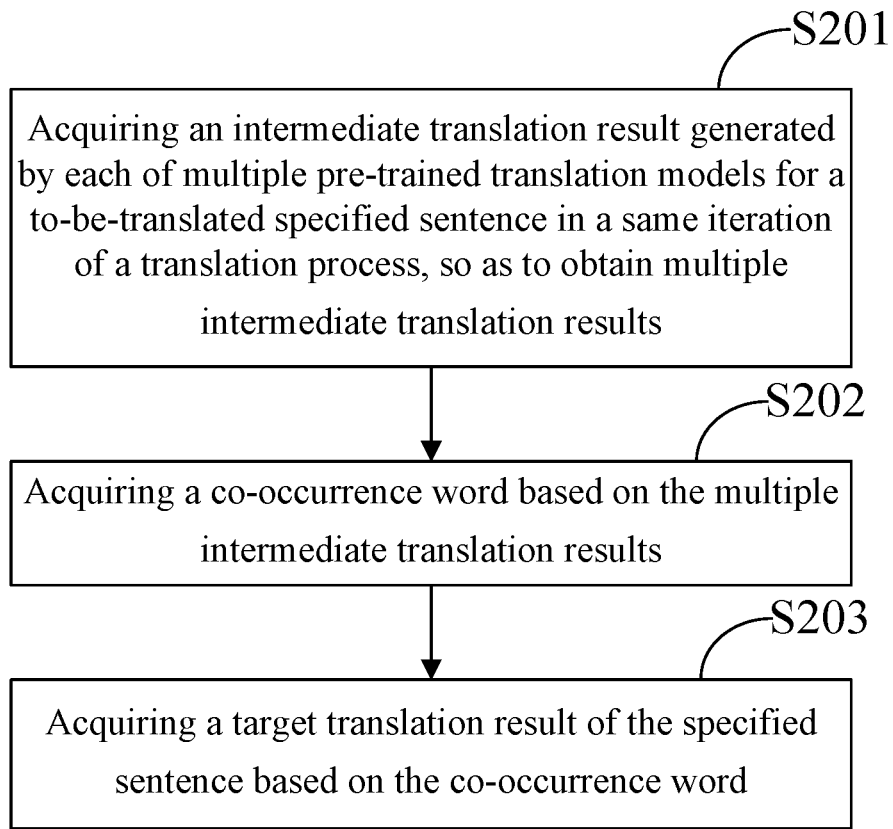 S201
Acquiring an intermediate translation result generated
by each of multiple pre-trained translation models for a
to-be-translated specified sentence in a same iteration
of a translation process, so as to obtain multiple
intermediate translation results
S202
Acquiring a co-occurrence word based on the multiple
intermediate translation results
S203
Acquiring a target translation result of the specified
sentence based on the co-occurrence word